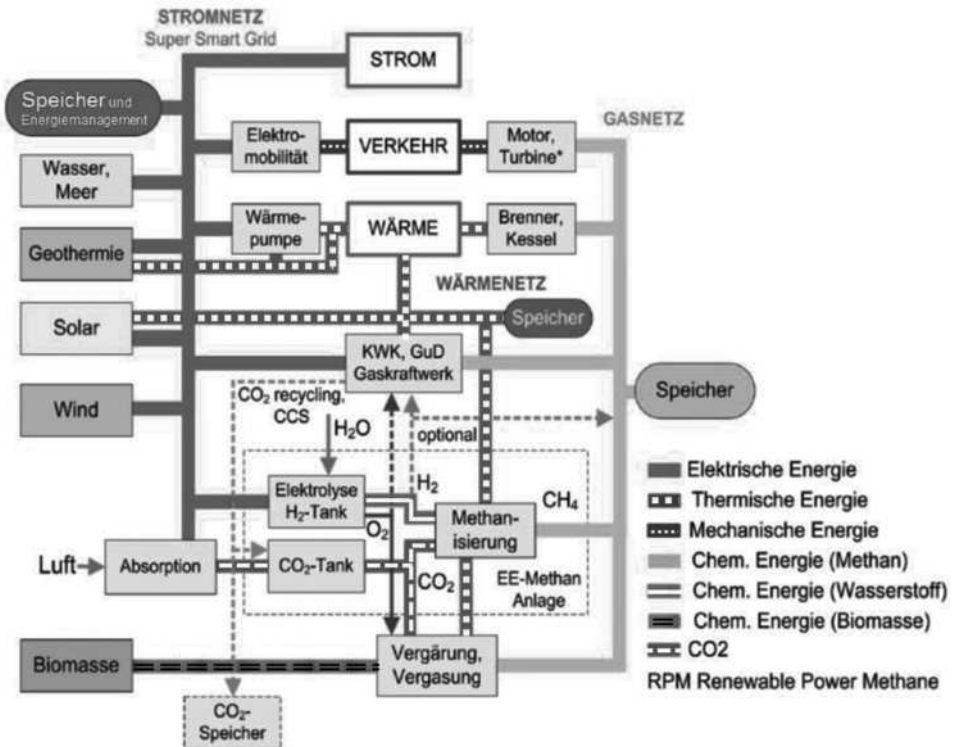 STROMNETZ
Super Smart Grid
STROM
Speicher und
Energiemanagement
GASNETZ
Elektro-
mobilität
VERKEHR
Motor,
Turbine*
Wasser,
Meer
Wärme-
pumpe
WÄRME
Brenner,
Kessel
Geothermie
WÄRMENETZ
Solar
Speicher
KWK, GuD
Gaskraftwerk
Speicher
Wind
CO₂ recycling,
CCS
H₂O
optional
Elektrische Energie
Elektrolyse
H₂-Tank
H₂
CH₄
Thermische Energie
O₂
Methan-
isierung
Mechanische Energie
Luft
Absorption
CO₂-Tank
CO₂
EE-Methan
Anlage
Chem. Energie (Methan)
Chem. Energie (Wasserstoff)
Chem. Energie (Biomasse)
Biomasse
Vergärung,
Vergasung
CO2
RPM Renewable Power Methane
CO₂-
Speicher